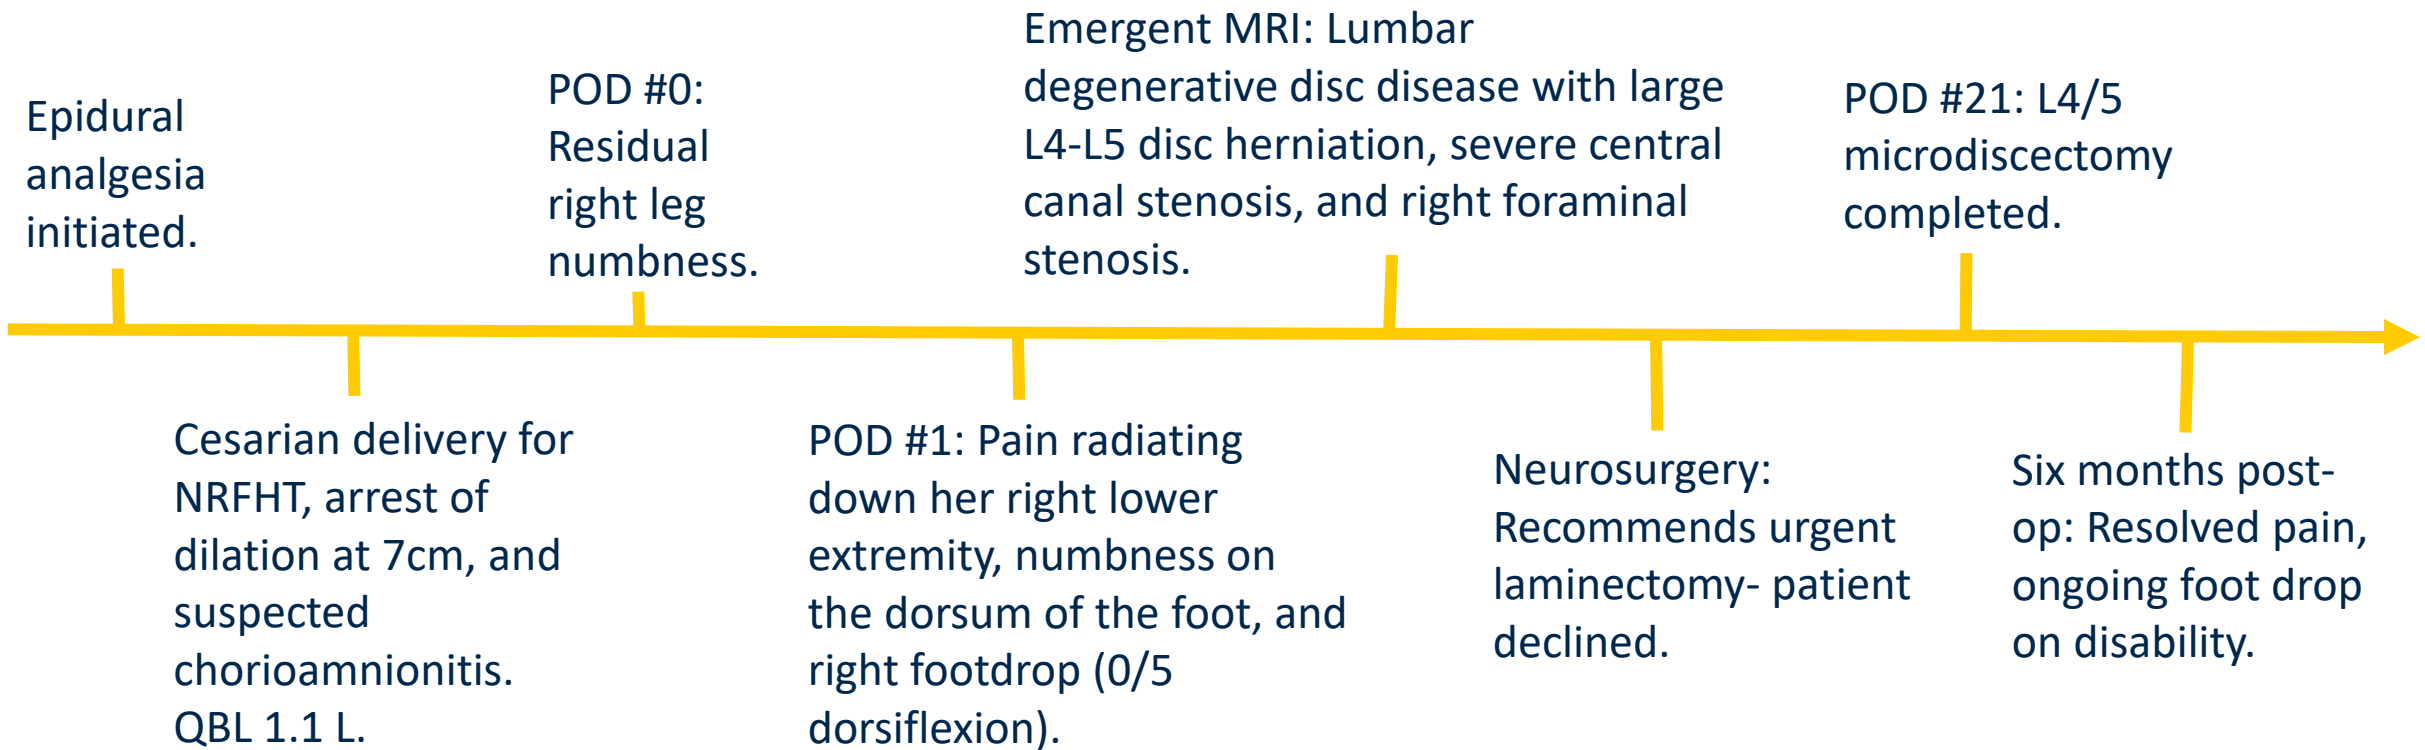 Epidural
analgesia
initiated.
Cesarian delivery for
NRFHT, arrest of
dilation at 7cm, and
suspected
chorioamnionitis.
QBL 1.1 L.
POD #0:
Residual
right leg
numbness.
POD #1: Pain radiating
down her right lower
extremity, numbness on
the dorsum of the foot, and
right footdrop (0/5
dorsiflexion).
Emergent MRI: Lumbar
degenerative disc disease with large
L4-L5 disc herniation, severe central
canal stenosis, and right foraminal
stenosis.
Neurosurgery:
Recommends urgent
laminectomy- patient
declined.
POD #21: L4/5
microdiscectomy
completed.
Six months post-
op: Resolved pain,
ongoing foot drop
on disability.